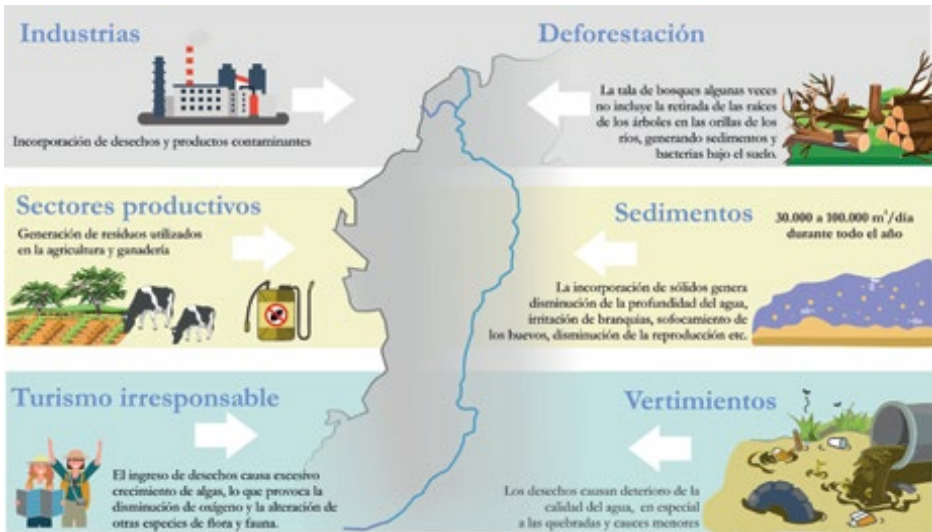 Industrias
Incorporación de desechos y productos contaminantes
Deforestación
La tala de bosques algunas veces
no incluye la retirada de las raíces
de los árboles en las orillas de los
ríos, generando sedimentos y
bacterias bajo el suelo.
Sectores productivos
Generación de residuos utilizados
en la agricultura y ganadería
Sedimentos
30.000 a 100.000 m³/día
durante todo el año
La incorporación de sólidos genera
disminución de la profundidad del agua,
irritación de branquias, sofocamiento de
los huevos, disminución de la reproducción etc.
Turismo irresponsable
El ingreso de desechos causa excesivo
crecimiento de algas, lo que provoca la
disminución de oxígeno y la alteración de
otras especies de flora y fauna.
Vertimientos
Los desechos causan deterioro de la
calidad del agua, en especial
a las quebradas y cauces menores